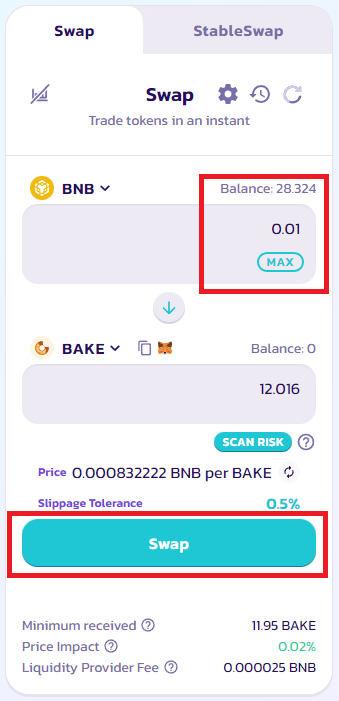 Swap StableSwap
Swap
Trade tokens in an instant
BNB Balance: 28.324
0.01
MAX
BAKE Balance: 0
12.016
SCAN RISK ?
Price 0.000832222 BNB per BAKE
Slippage Tolerance 0.5%
Swap
Minimum received ? 11.95 BAKE
Price Impact ? 0.02%
Liquidity Provider Fee ? 0.000025 BNB